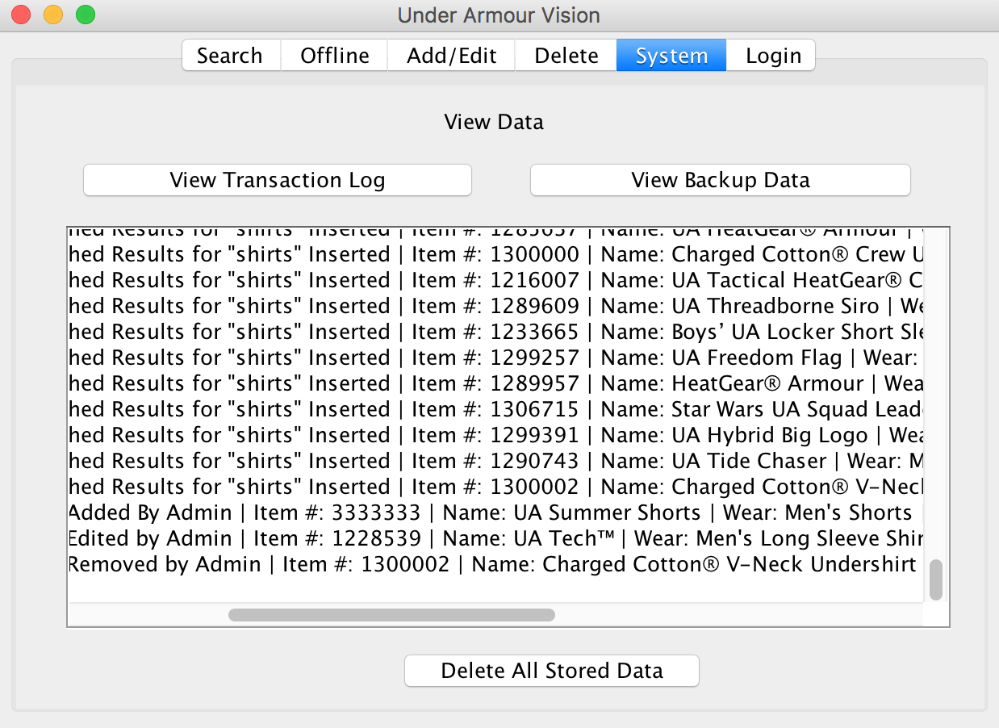 Under Armour Vision
Search Offline Add/Edit Delete System Login
View Data
View Transaction Log View Backup Data
hed Results for "shirts" Inserted | Item #: 1285637 | Name: UA HeatGear® Armour |
hed Results for "shirts" Inserted | Item #: 1300000 | Name: Charged Cotton® Crew U
hed Results for "shirts" Inserted | Item #: 1216007 | Name: UA Tactical HeatGear® C
hed Results for "shirts" Inserted | Item #: 1289609 | Name: UA Threadborne Siro | We
hed Results for "shirts" Inserted | Item #: 1233665 | Name: Boys’ UA Locker Short Sle
hed Results for "shirts" Inserted | Item #: 1299257 | Name: UA Freedom Flag | Wear:
hed Results for "shirts" Inserted | Item #: 1289957 | Name: HeatGear® Armour | Wea
hed Results for "shirts" Inserted | Item #: 1306715 | Name: Star Wars UA Squad Lead
hed Results for "shirts" Inserted | Item #: 1299391 | Name: UA Hybrid Big Logo | Wea
hed Results for "shirts" Inserted | Item #: 1290743 | Name: UA Tide Chaser | Wear: M
hed Results for "shirts" Inserted | Item #: 1300002 | Name: Charged Cotton® V-Neck
Added By Admin | Item #: 3333333 | Name: UA Summer Shorts | Wear: Men's Shorts |
Edited by Admin | Item #: 1228539 | Name: UA Tech™ | Wear: Men's Long Sleeve Shir
Removed by Admin | Item #: 1300002 | Name: Charged Cotton® V-Neck Undershirt
Delete All Stored Data